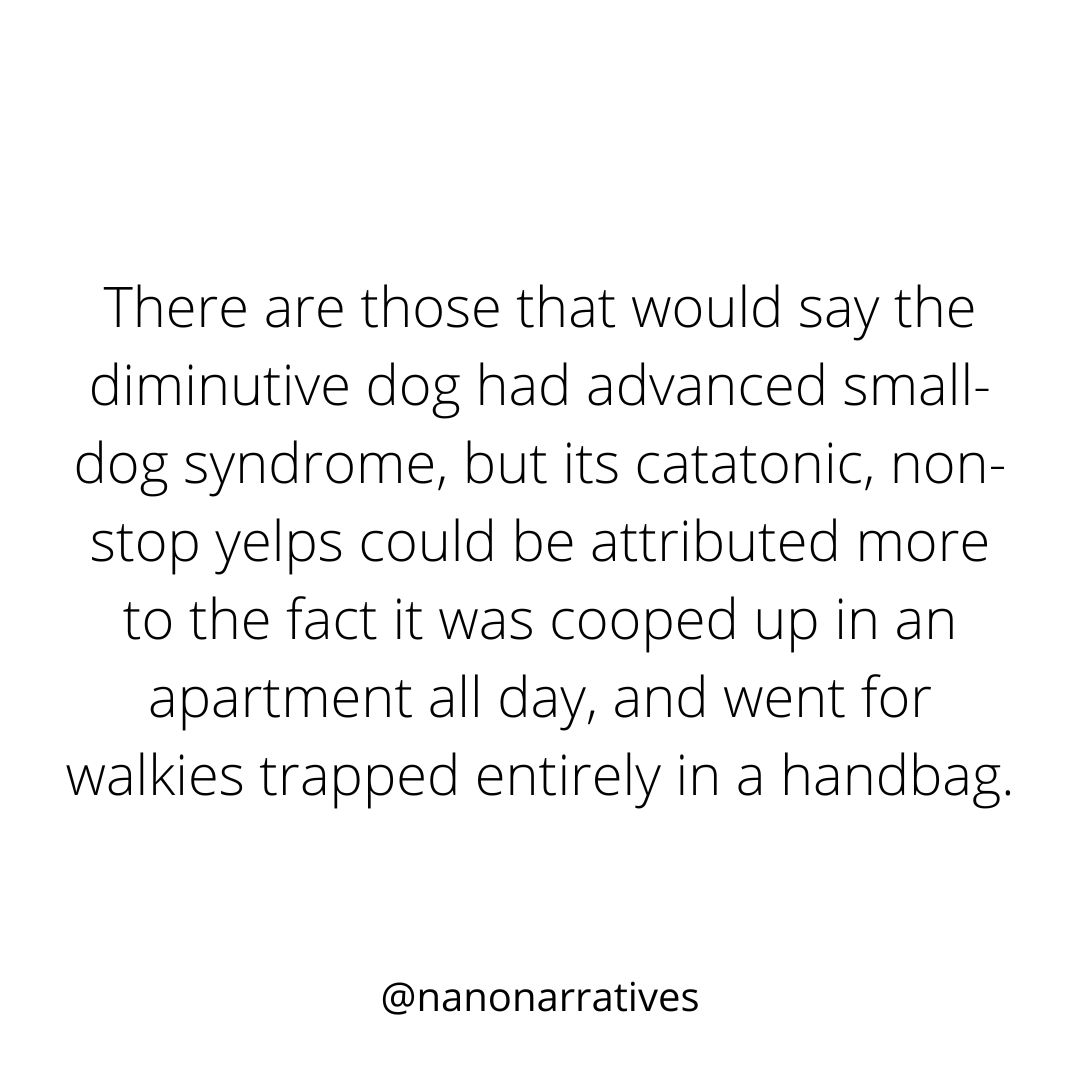 There are those that would say the
diminutive dog had advanced small-
dog syndrome, but its catatonic, non-
stop yelps could be attributed more
to the fact it was cooped up in an
apartment all day, and went for
walkies trapped entirely in a handbag.
@nanonarratives